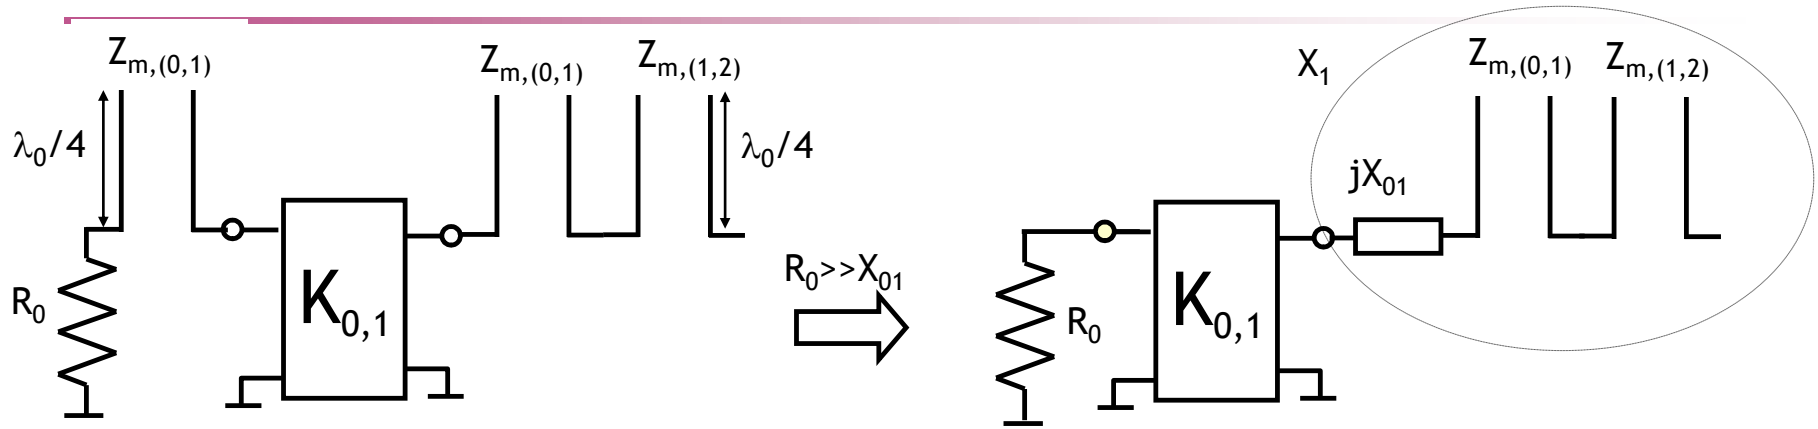 Zm,(0,1)
Zm,(0,1)
Zm,(1,2)
λ0/4
λ0/4
R0
K0,1
R0>>X01
X1
Zm,(0,1)
Zm,(1,2)
jX01
R0
K0,1